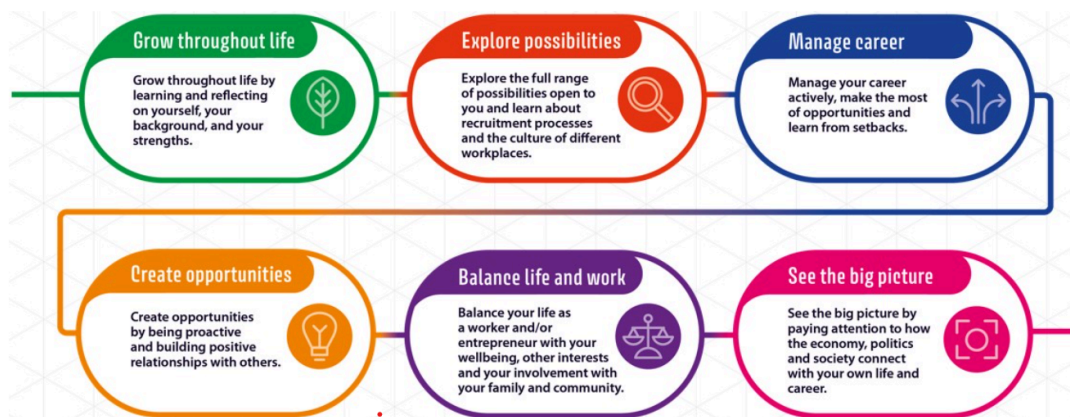 Grow throughout life
Grow throughout life by
learning and reflecting
on yourself, your
background, and your
strengths.
Explore possibilities
Explore the full range
of possibilities open to
you and learn about
recruitment processes
and the culture of different
workplaces.
Manage career
Manage your career
actively, make the most
of opportunities and
learn from setbacks.
Create opportunities
Create opportunities
by being proactive
and building positive
relationships with others.
Balance life and work
Balance your life as
a worker and/or
entrepreneur with your
wellbeing, other interests
and your involvement with
your family and community.
See the big picture
See the big picture by
paying attention to how
the economy, politics
and society connect
with your own life and
career.